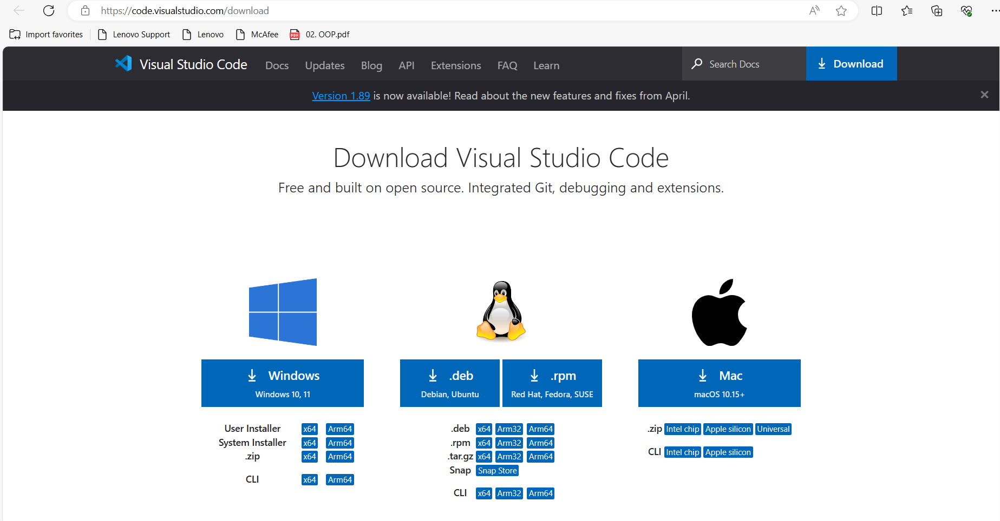 https://code.visualstudio.com/download
Import favorites Lenovo Support Lenovo McAfee PDF 02. OOP.pdf
Visual Studio Code Docs Updates Blog API Extensions FAQ Learn Search Docs Download
Version 1.89 is now available! Read about the new features and fixes from April.
Download Visual Studio Code
Free and built on open source. Integrated Git, debugging and extensions.
Windows
Windows 10, 11
User Installer x64 Arm64
System Installer x64 Arm64
.zip x64 Arm64
CLI x64 Arm64
.deb
Debian, Ubuntu
.rpm
Red Hat, Fedora, SUSE
.deb x64 Arm32 Arm64
.rpm x64 Arm32 Arm64
.tar.gz x64 Arm32 Arm64
Snap Snap Store
CLI x64 Arm32 Arm64
Mac
macOS 10.15+
.zip Intel chip Apple silicon Universal
CLI Intel chip Apple silicon